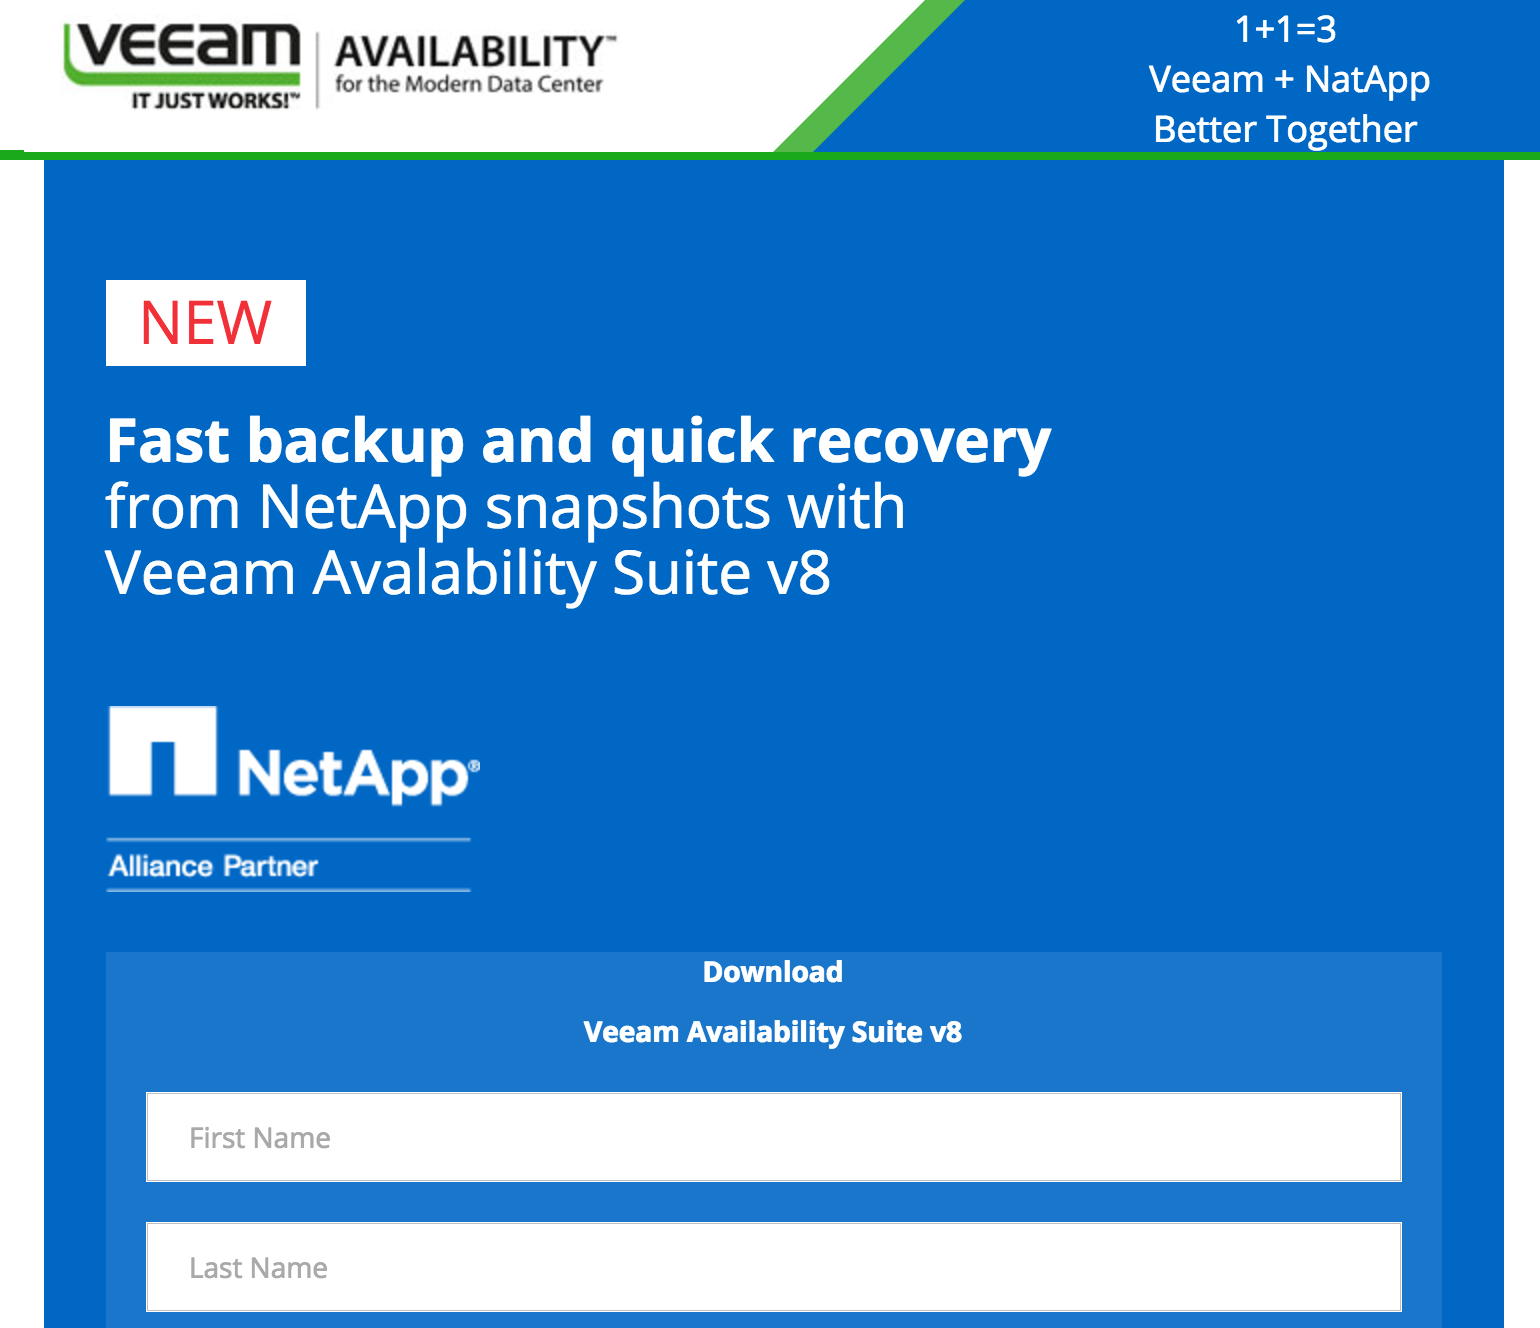 veeam
IT JUST WORKS!™
AVAILABILITY™
for the Modern Data Center
1+1=3
Veeam + NatApp
Better Together
NEW
Fast backup and quick recovery
from NetApp snapshots with
Veeam Avalability Suite v8
NetApp®
Alliance Partner
Download
Veeam Availability Suite v8
First Name
Last Name